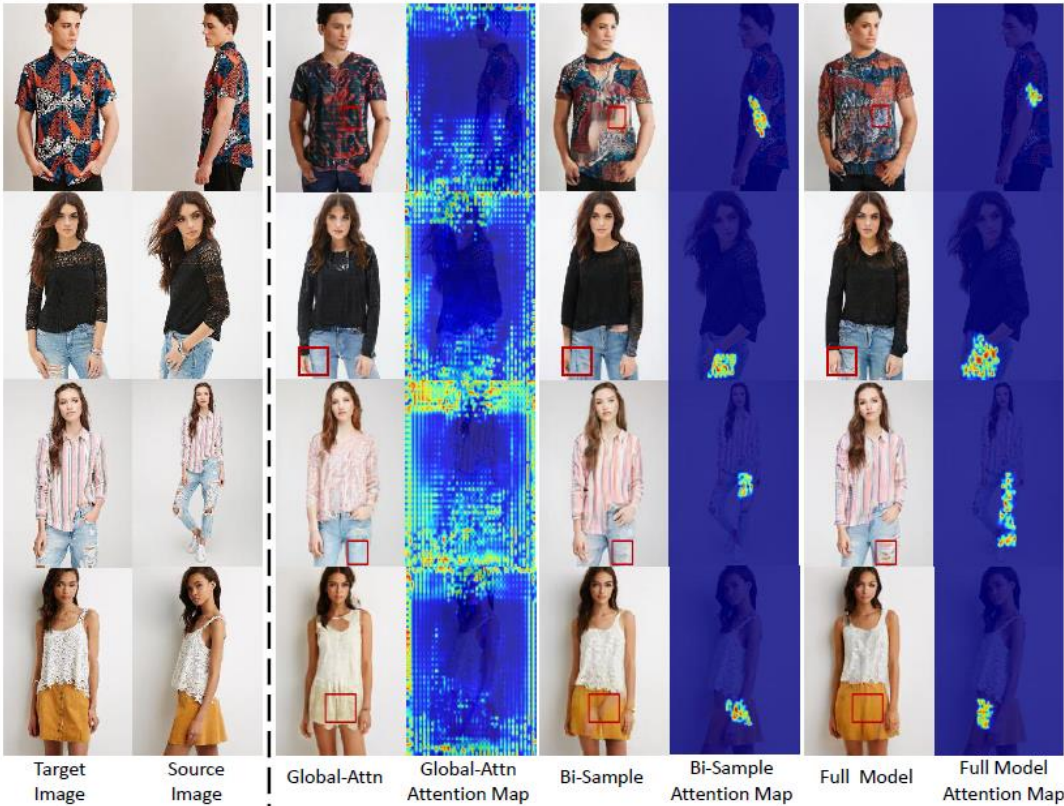 Target Image
Source Image
Global-Attn
Global-Attn Attention Map
Bi-Sample
Bi-Sample Attention Map
Full Model
Full Model Attention Map